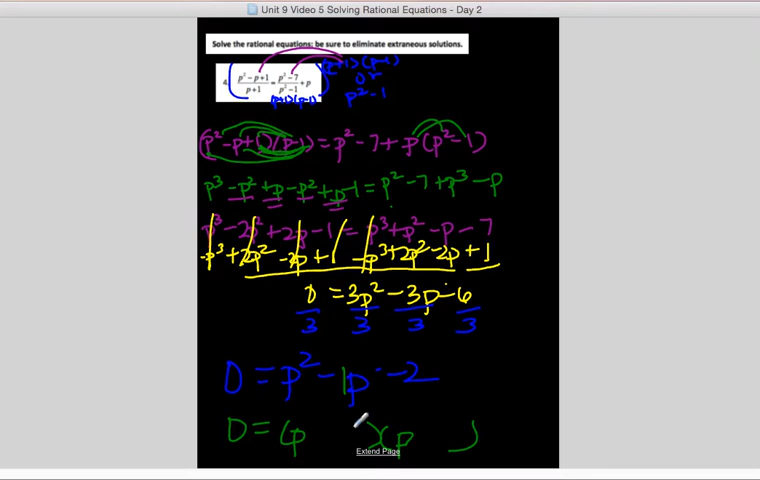 Unit 9 Video 5 Solving Rational Equations - Day 2
Solve the rational equations; be sure to eliminate extraneous solutions.
4. ( (p² - p + 1)/(p + 1) = (p² - 7)/(p² - 1) + p ) (p+1)(p-1)
(p+1)(p-1) or
p² - 1
(p² - p + 1)(p - 1) = p² - 7 + p(p² - 1)
p³ - p² + p - p² + p - 1 = p² - 7 + p³ - p
p³ - 2p² + 2p - 1 = p³ + p² - p - 7
-p³ + 2p² - 2p + 1 -p³ + 2p² - 2p + 1
0 = 3p² - 3p - 6
3 3 3 3
0 = p² - 1p - 2
0 = (p )(p )
Extend Page